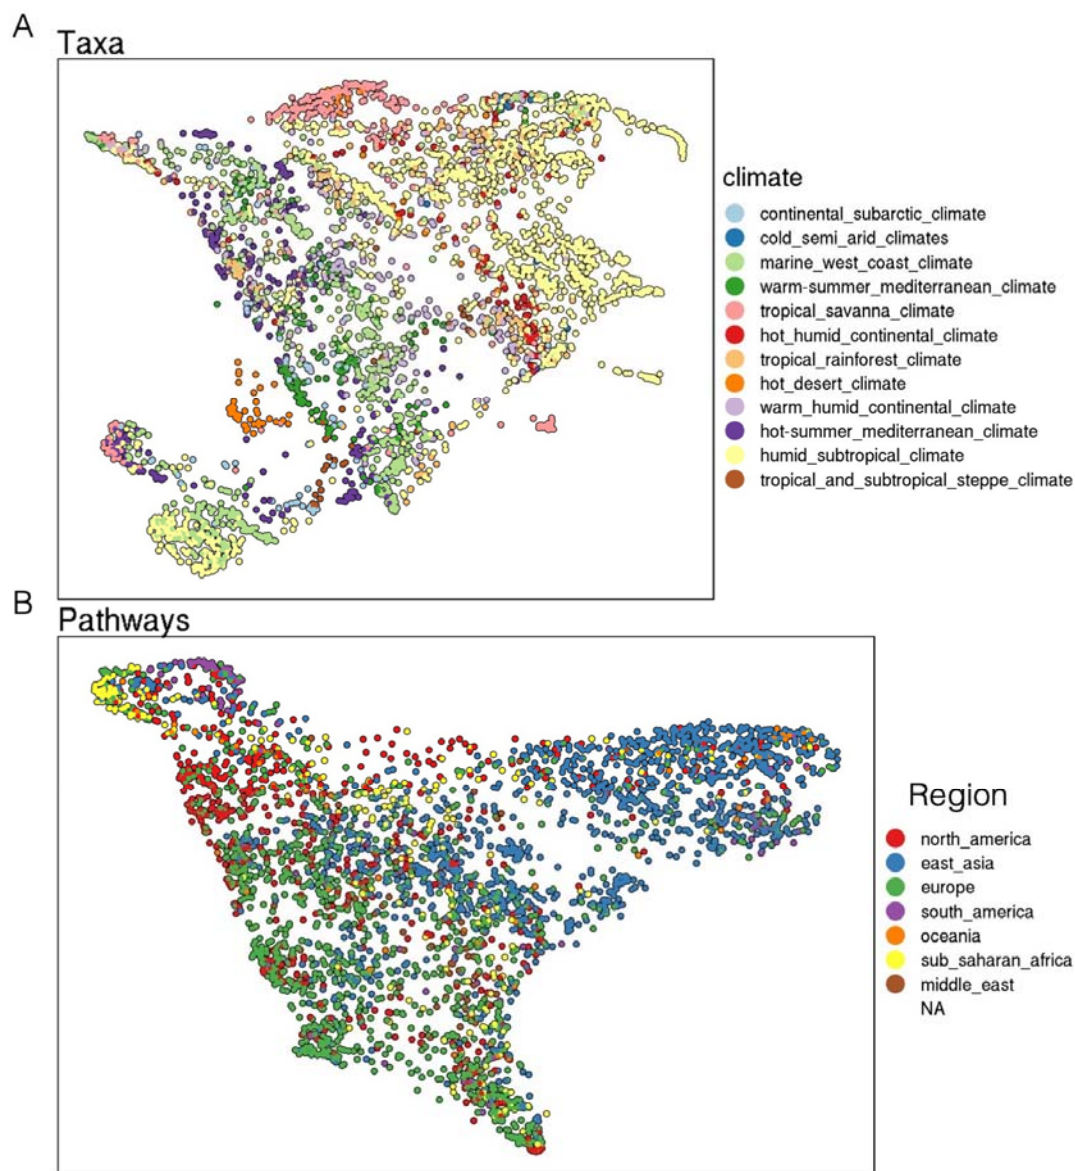 A
Taxa
climate
continental_subarctic_climate
cold_semi_arid_climates
marine_west_coast_climate
warm-summer_mediterranean_climate
tropical_savanna_climate
hot_humid_continental_climate
tropical_rainforest_climate
hot_desert_climate
warm_humid_continental_climate
hot-summer_mediterranean_climate
humid_subtropical_climate
tropical_and_subtropical_steppe_climate
B
Pathways
Region
north_america
east_asia
europe
south_america
oceania
sub_saharan_africa
middle_east
NA